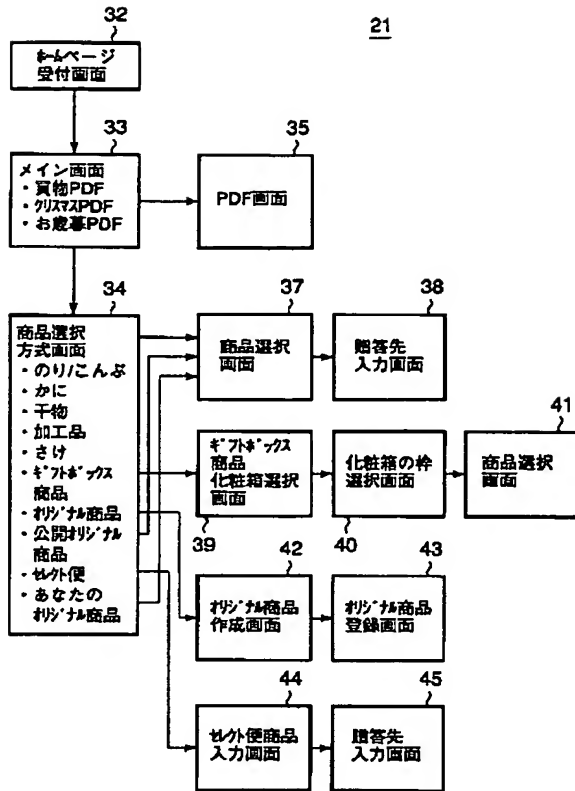 32
21
ﾎｰﾑページ
受付画面
33
35
メイン画面
・買物PDF
・ｸﾘｽﾏｽPDF
・お歳暮PDF
PDF画面
34
37
38
商品選択
方式画面
・のり/こんぶ
・かに
・干物
・加工品
・さけ
・ｷﾞﾌﾄﾎﾞｯｸｽ
商品
・ｵﾘｼﾞﾅﾙ商品
・公開ｵﾘｼﾞﾅﾙ
商品
・ｾﾚｸﾄ便
・あなたの
ｵﾘｼﾞﾅﾙ商品
商品選択
画面
贈答先
入力画面
41
ｷﾞﾌﾄﾎﾞｯｸｽ
商品
化粧箱選択
画面
化粧箱の枠
選択画面
商品選択
画面
39
40
42
43
ｵﾘｼﾞﾅﾙ商品
作成画面
ｵﾘｼﾞﾅﾙ商品
登録画面
44
45
ｾﾚｸﾄ便商品
入力画面
贈答先
入力画面